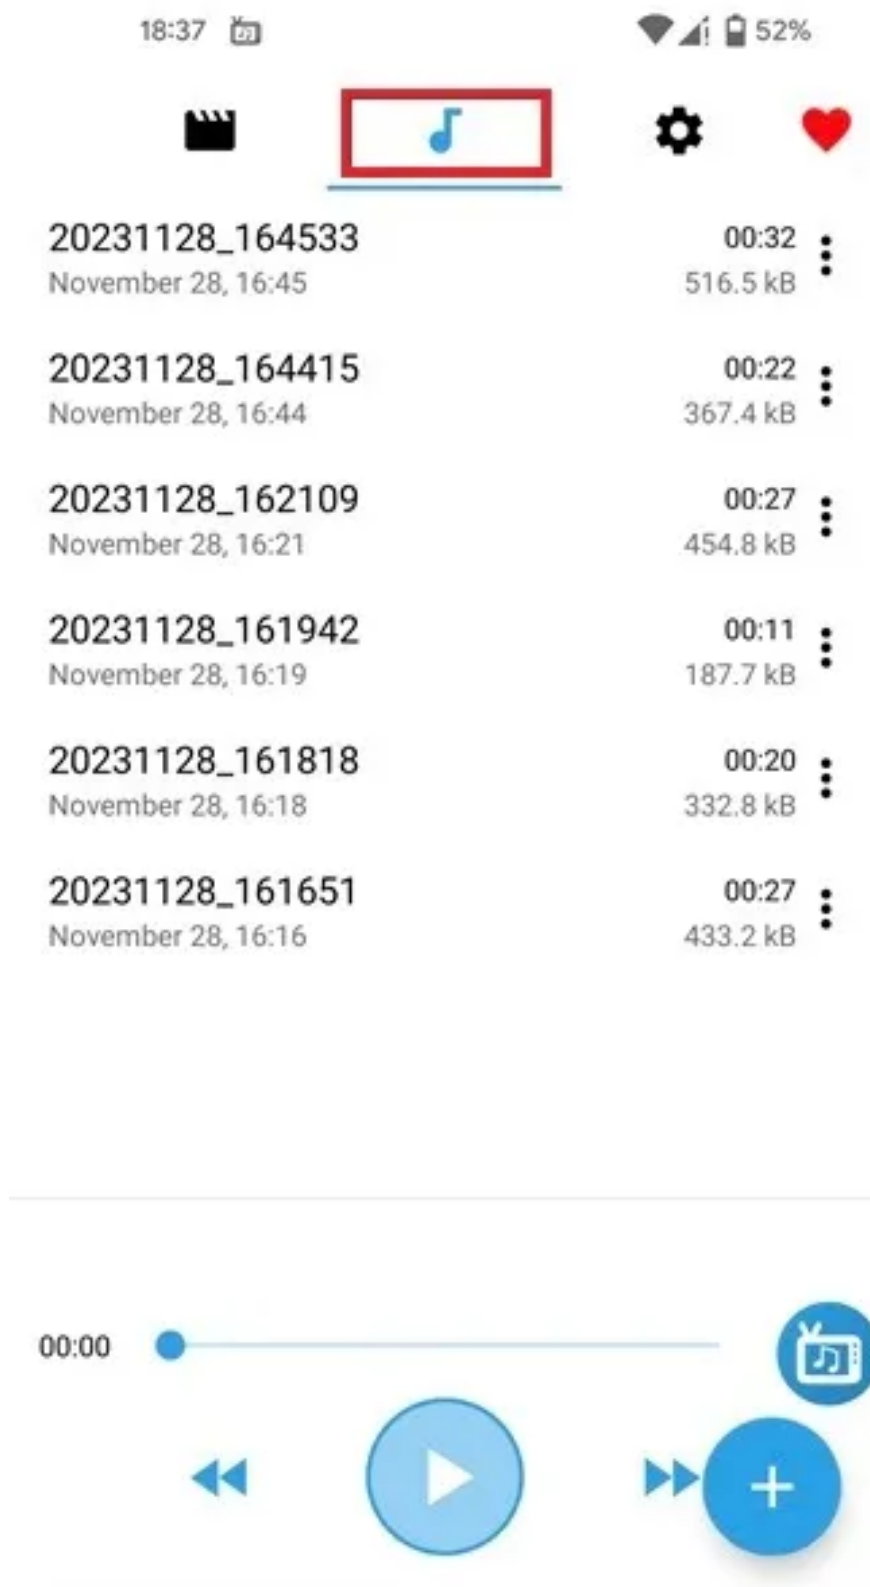 18:37 52%
20231128_164533 00:32
November 28, 16:45 516.5 kB
20231128_164415 00:22
November 28, 16:44 367.4 kB
20231128_162109 00:27
November 28, 16:21 454.8 kB
20231128_161942 00:11
November 28, 16:19 187.7 kB
20231128_161818 00:20
November 28, 16:18 332.8 kB
20231128_161651 00:27
November 28, 16:16 433.2 kB
00:00